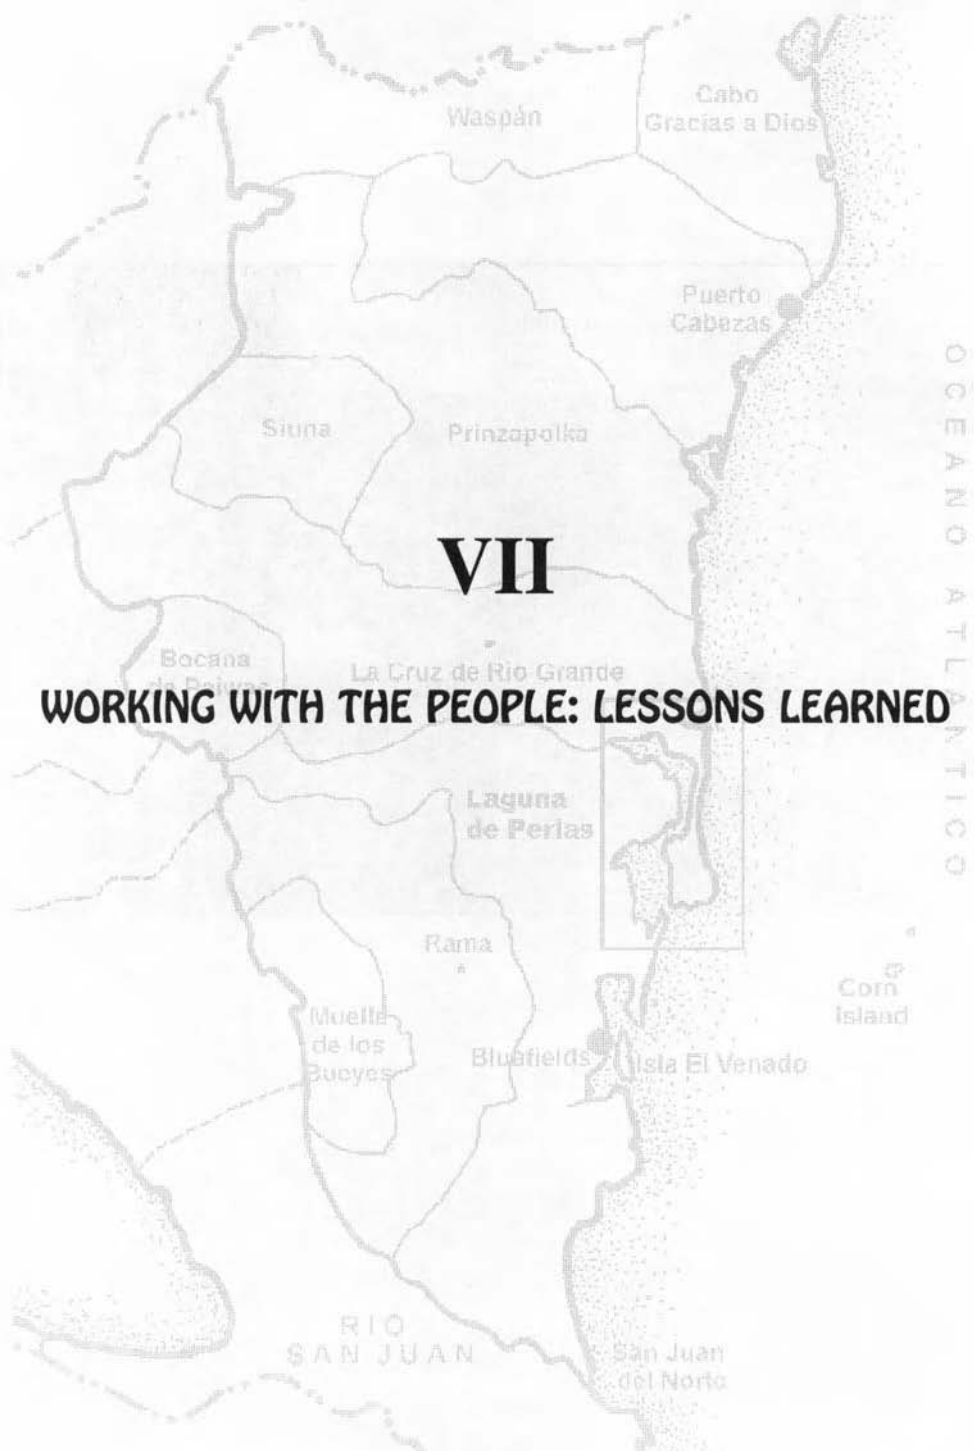 Waspán
Cabo
Gracias a Dios
Puerto
Cabezas
Siuna
Prinzapolka
OCEANO ATLANTICO
VII
Bocana
de Paiwas
La Cruz de Rio Grande
WORKING WITH THE PEOPLE: LESSONS LEARNED
Laguna
de Perlas
Rama
Corn
Island
Muelle
de los
Bueyes
Bluefields
Isla El Venado
RIO
SAN JUAN
San Juan
del Norte